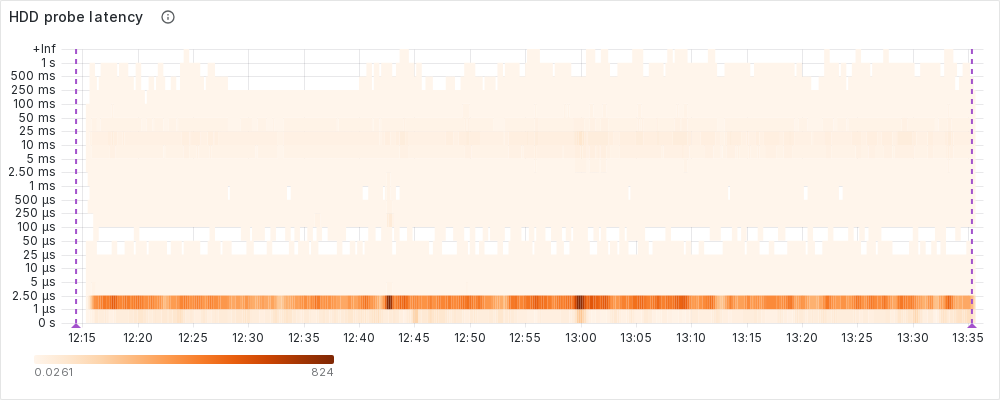 HDD probe latency
+Inf
1 s
500 ms
250 ms
100 ms
50 ms
25 ms
10 ms
5 ms
2.50 ms
1 ms
500 µs
250 µs
100 µs
50 µs
25 µs
10 µs
5 µs
2.50 µs
1 µs
0 s
12:15 12:20 12:25 12:30 12:35 12:40 12:45 12:50 12:55 13:00 13:05 13:10 13:15 13:20 13:25 13:30 13:35
0.0261 824